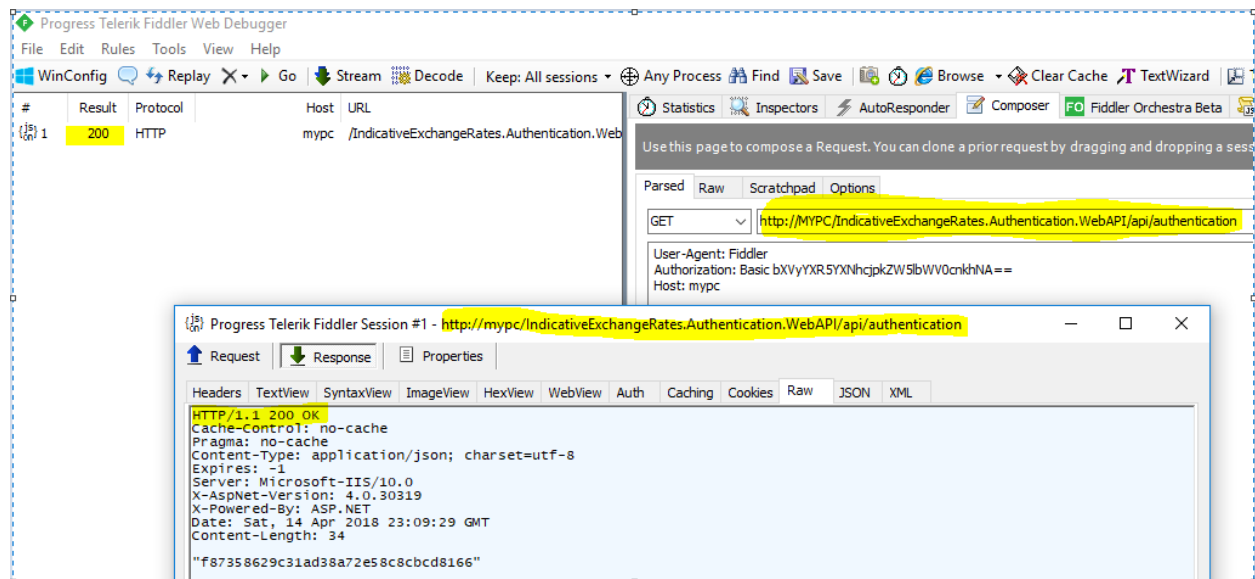 Progress Telerik Fiddler Web Debugger
File Edit Rules Tools View Help
WinConfig Replay X Go Stream Decode Keep: All sessions Any Process Find Save Browse Clear Cache TextWizard
# Result Protocol Host URL
1 200 HTTP mypc /IndicativeExchangeRates.Authentication.Web
Statistics Inspectors AutoResponder Composer FO Fiddler Orchestra Beta
Use this page to compose a Request. You can clone a prior request by dragging and dropping a sess
Parsed Raw Scratchpad Options
GET http://MYPC/IndicativeExchangeRates.Authentication.WebAPI/api/authentication
User-Agent: Fiddler
Authorization: Basic bXVyYXR5YXNhcjpkZW5lbWV0cnkhNA==
Host: mypc
Progress Telerik Fiddler Session #1 - http://mypc/IndicativeExchangeRates.Authentication.WebAPI/api/authentication
Request Response Properties
Headers TextView SyntaxView ImageView HexView WebView Auth Caching Cookies Raw JSON XML
HTTP/1.1 200 OK
Cache-Control: no-cache
Pragma: no-cache
Content-Type: application/json; charset=utf-8
Expires: -1
Server: Microsoft-IIS/10.0
X-AspNet-Version: 4.0.30319
X-Powered-By: ASP.NET
Date: Sat, 14 Apr 2018 23:09:29 GMT
Content-Length: 34
"f87358629c31ad38a72e58c8cbcd8166"